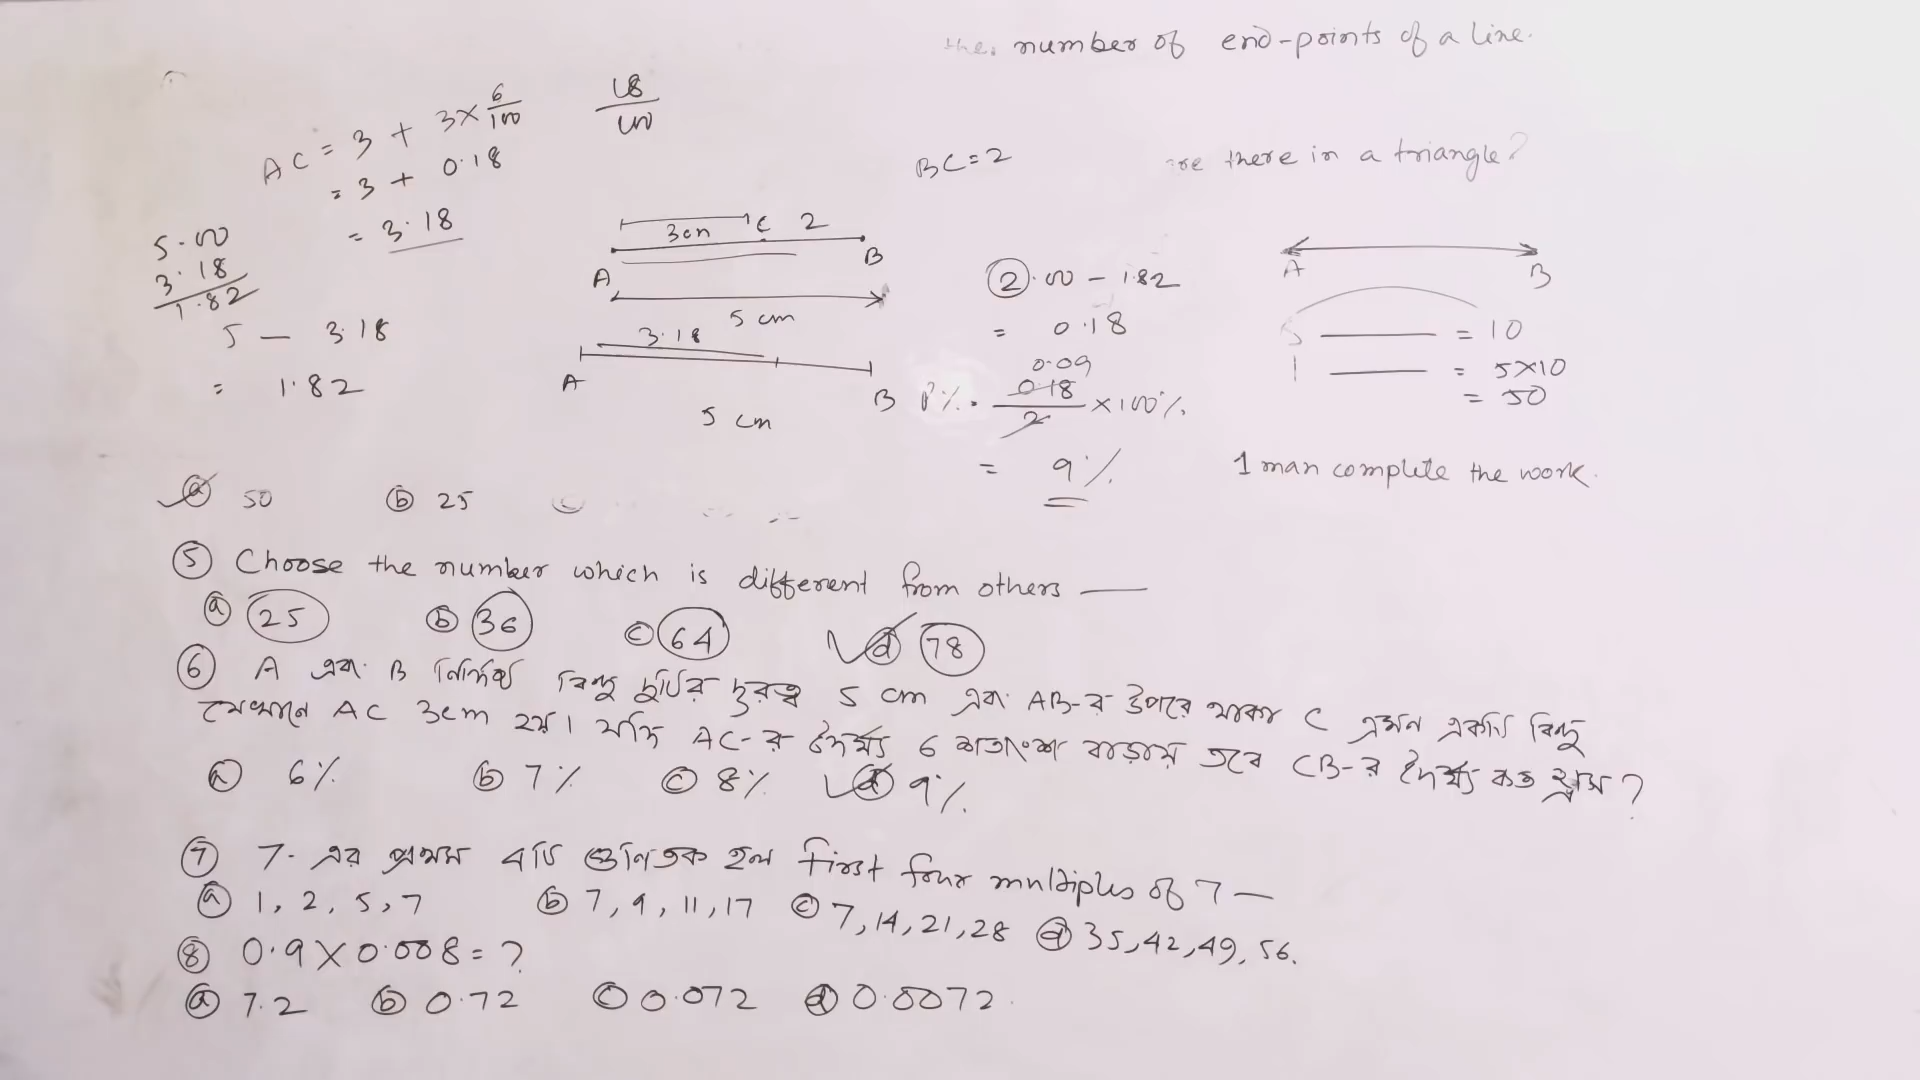 the number of end-points of a line.
AC = 3 + 3 × 6/100
18/100
= 3 + 0.18
= 3.18
BC = 2
there in a triangle?
5.00
3.18
1.82
5 - 3.18
= 1.82
3cm C 2
A B
5 cm
3.18
A B
5 cm
2.00 - 1.82
= 0.18
0.09
0.18/2 × 100%
= 9%
A B
5 = 10
1 = 5×10
= 50
1 man complete the work.
(a) 50 (b) 25
(5) Choose the number which is different from others —
(a) 25 (b) 36 (c) 64 (d) 78
(6) A এবং B নির্দিষ্ট বিন্দু দুটির দূরত্ব 5 cm এবং AB-র উপরে থাকা C এমন একটি বিন্দু
যেখানে AC 3cm হয়। যদি AC-র দৈর্ঘ্য 6 শতাংশ বাড়ায় তবে CB-র দৈর্ঘ্য কত হ্রাস?
(a) 6% (b) 7% (c) 8% (d) 9%
(7) 7-এর প্রথম 4টি গুনিতক হল First four multiples of 7 —
(a) 1, 2, 5, 7 (b) 7, 9, 11, 17 (c) 7, 14, 21, 28 (d) 35, 42, 49, 56.
(8) 0.9 × 0.008 = ?
(a) 7.2 (b) 0.72 (c) 0.072 (d) 0.0072